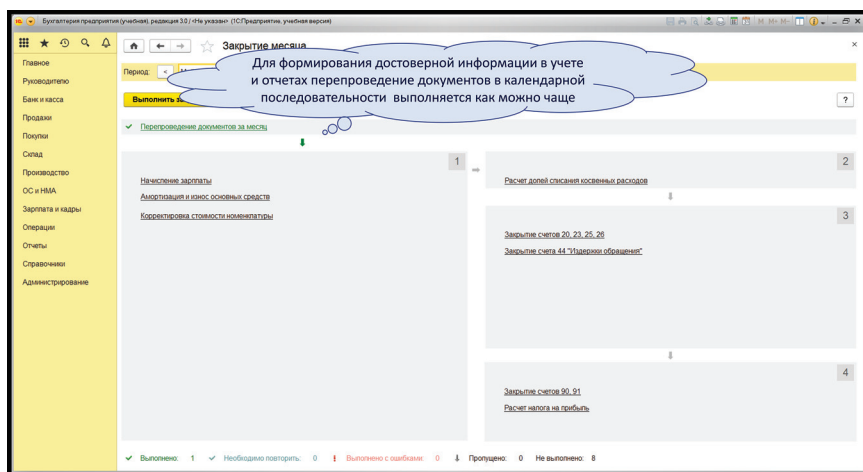 Бухгалтерия предприятия (учебная), редакция 3.0 / <Не указан> (1С:Предприятие, учебная версия)
M M+ M-
Закрытие месяца
Для формирования достоверной информации в учете
и отчетах перепроведение документов в календарной
последовательности выполняется как можно чаще
Главное
Руководителю
Банк и касса
Продажи
Покупки
Склад
Производство
ОС и НМА
Зарплата и кадры
Операции
Отчеты
Справочники
Администрирование
Период:
Выполнить
?
Перепроведение документов за месяц
1
Начисление зарплаты
Амортизация и износ основных средств
Корректировка стоимости номенклатуры
2
Расчет долей списания косвенных расходов
3
Закрытие счетов 20, 23, 25, 26
Закрытие счета 44 "Издержки обращения"
4
Закрытие счетов 90, 91
Расчет налога на прибыль
Выполнено: 1 Необходимо повторить: 0 Выполнено с ошибками: 0 Пропущено: 0 Не выполнено: 8